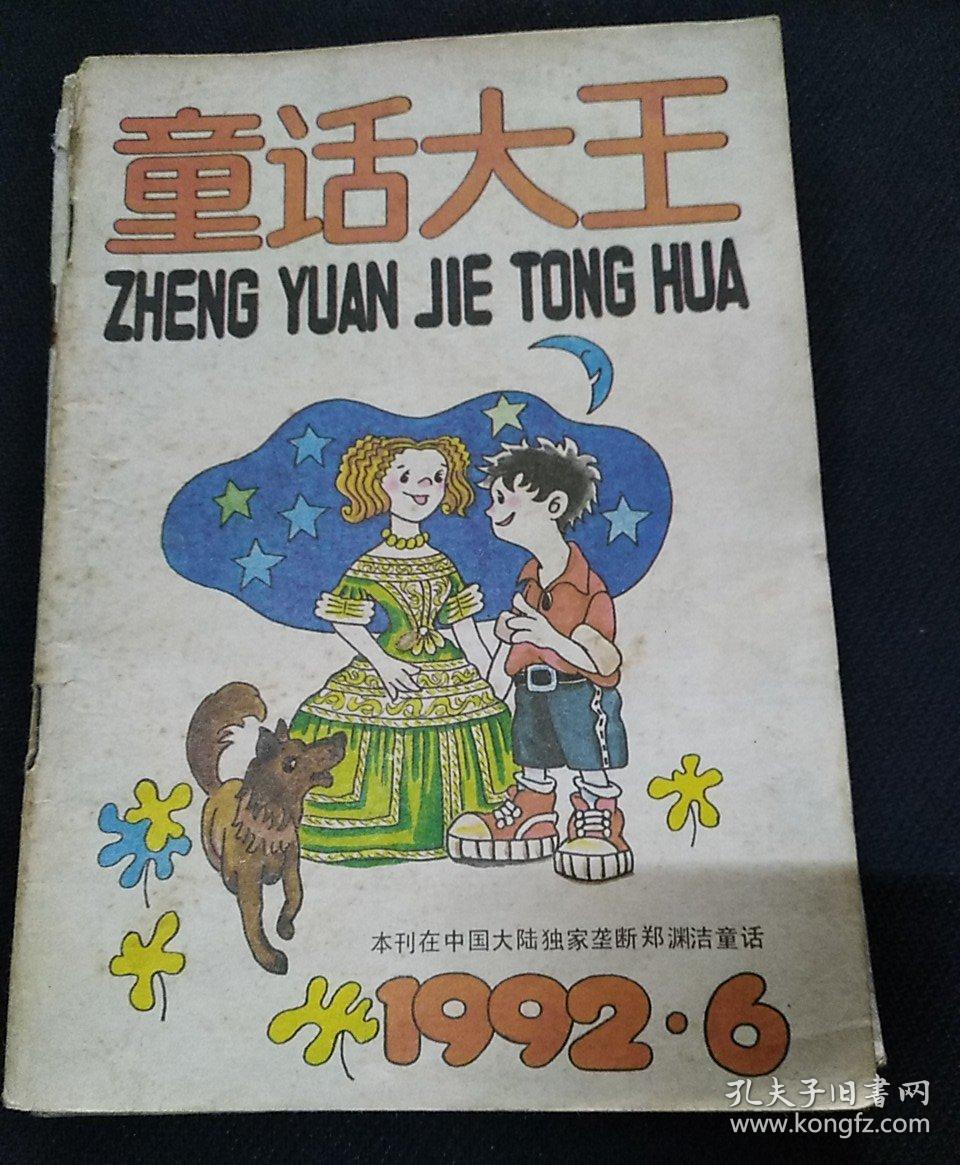 童话大王
ZHENG YUAN JIE TONG HUA
本刊在中国大陆独家垄断郑渊洁童话
1992·6
孔夫子旧书网
www.kongfz.com